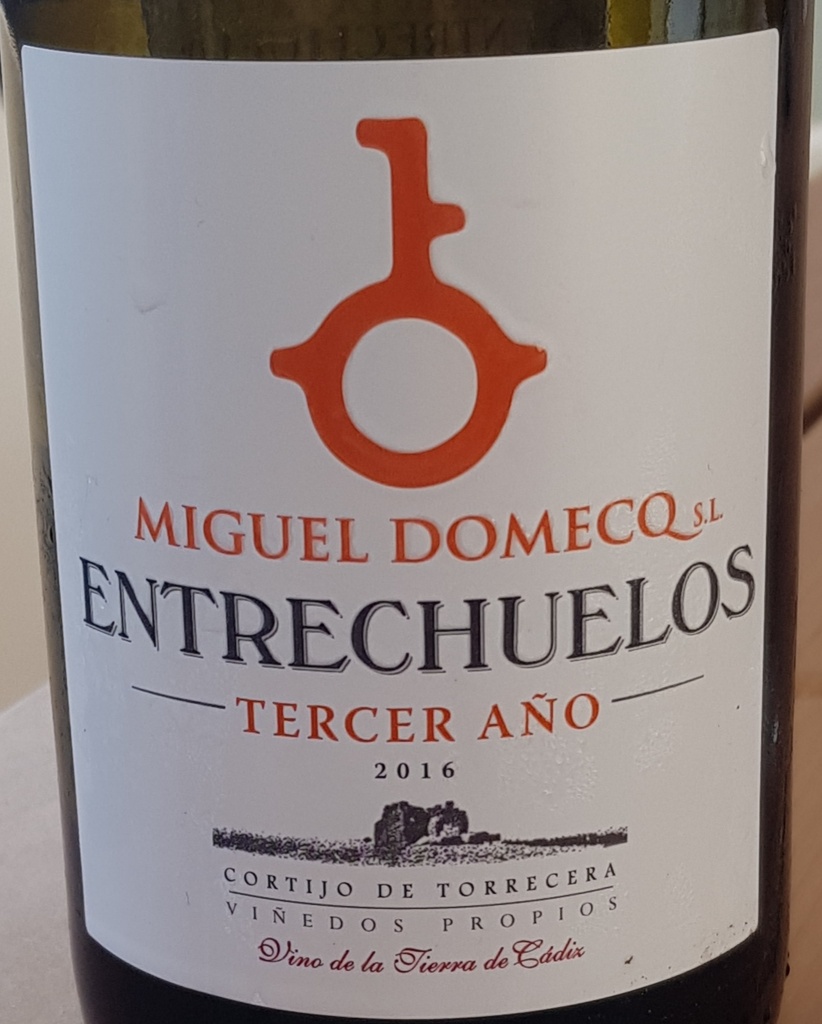 MIGUEL DOMECQ S.L.
ENTRECHUELOS
TERCER AÑO
2016
CORTIJO DE TORRECERA
VIÑEDOS PROPIOS
Vino de la Tierra de Cádiz